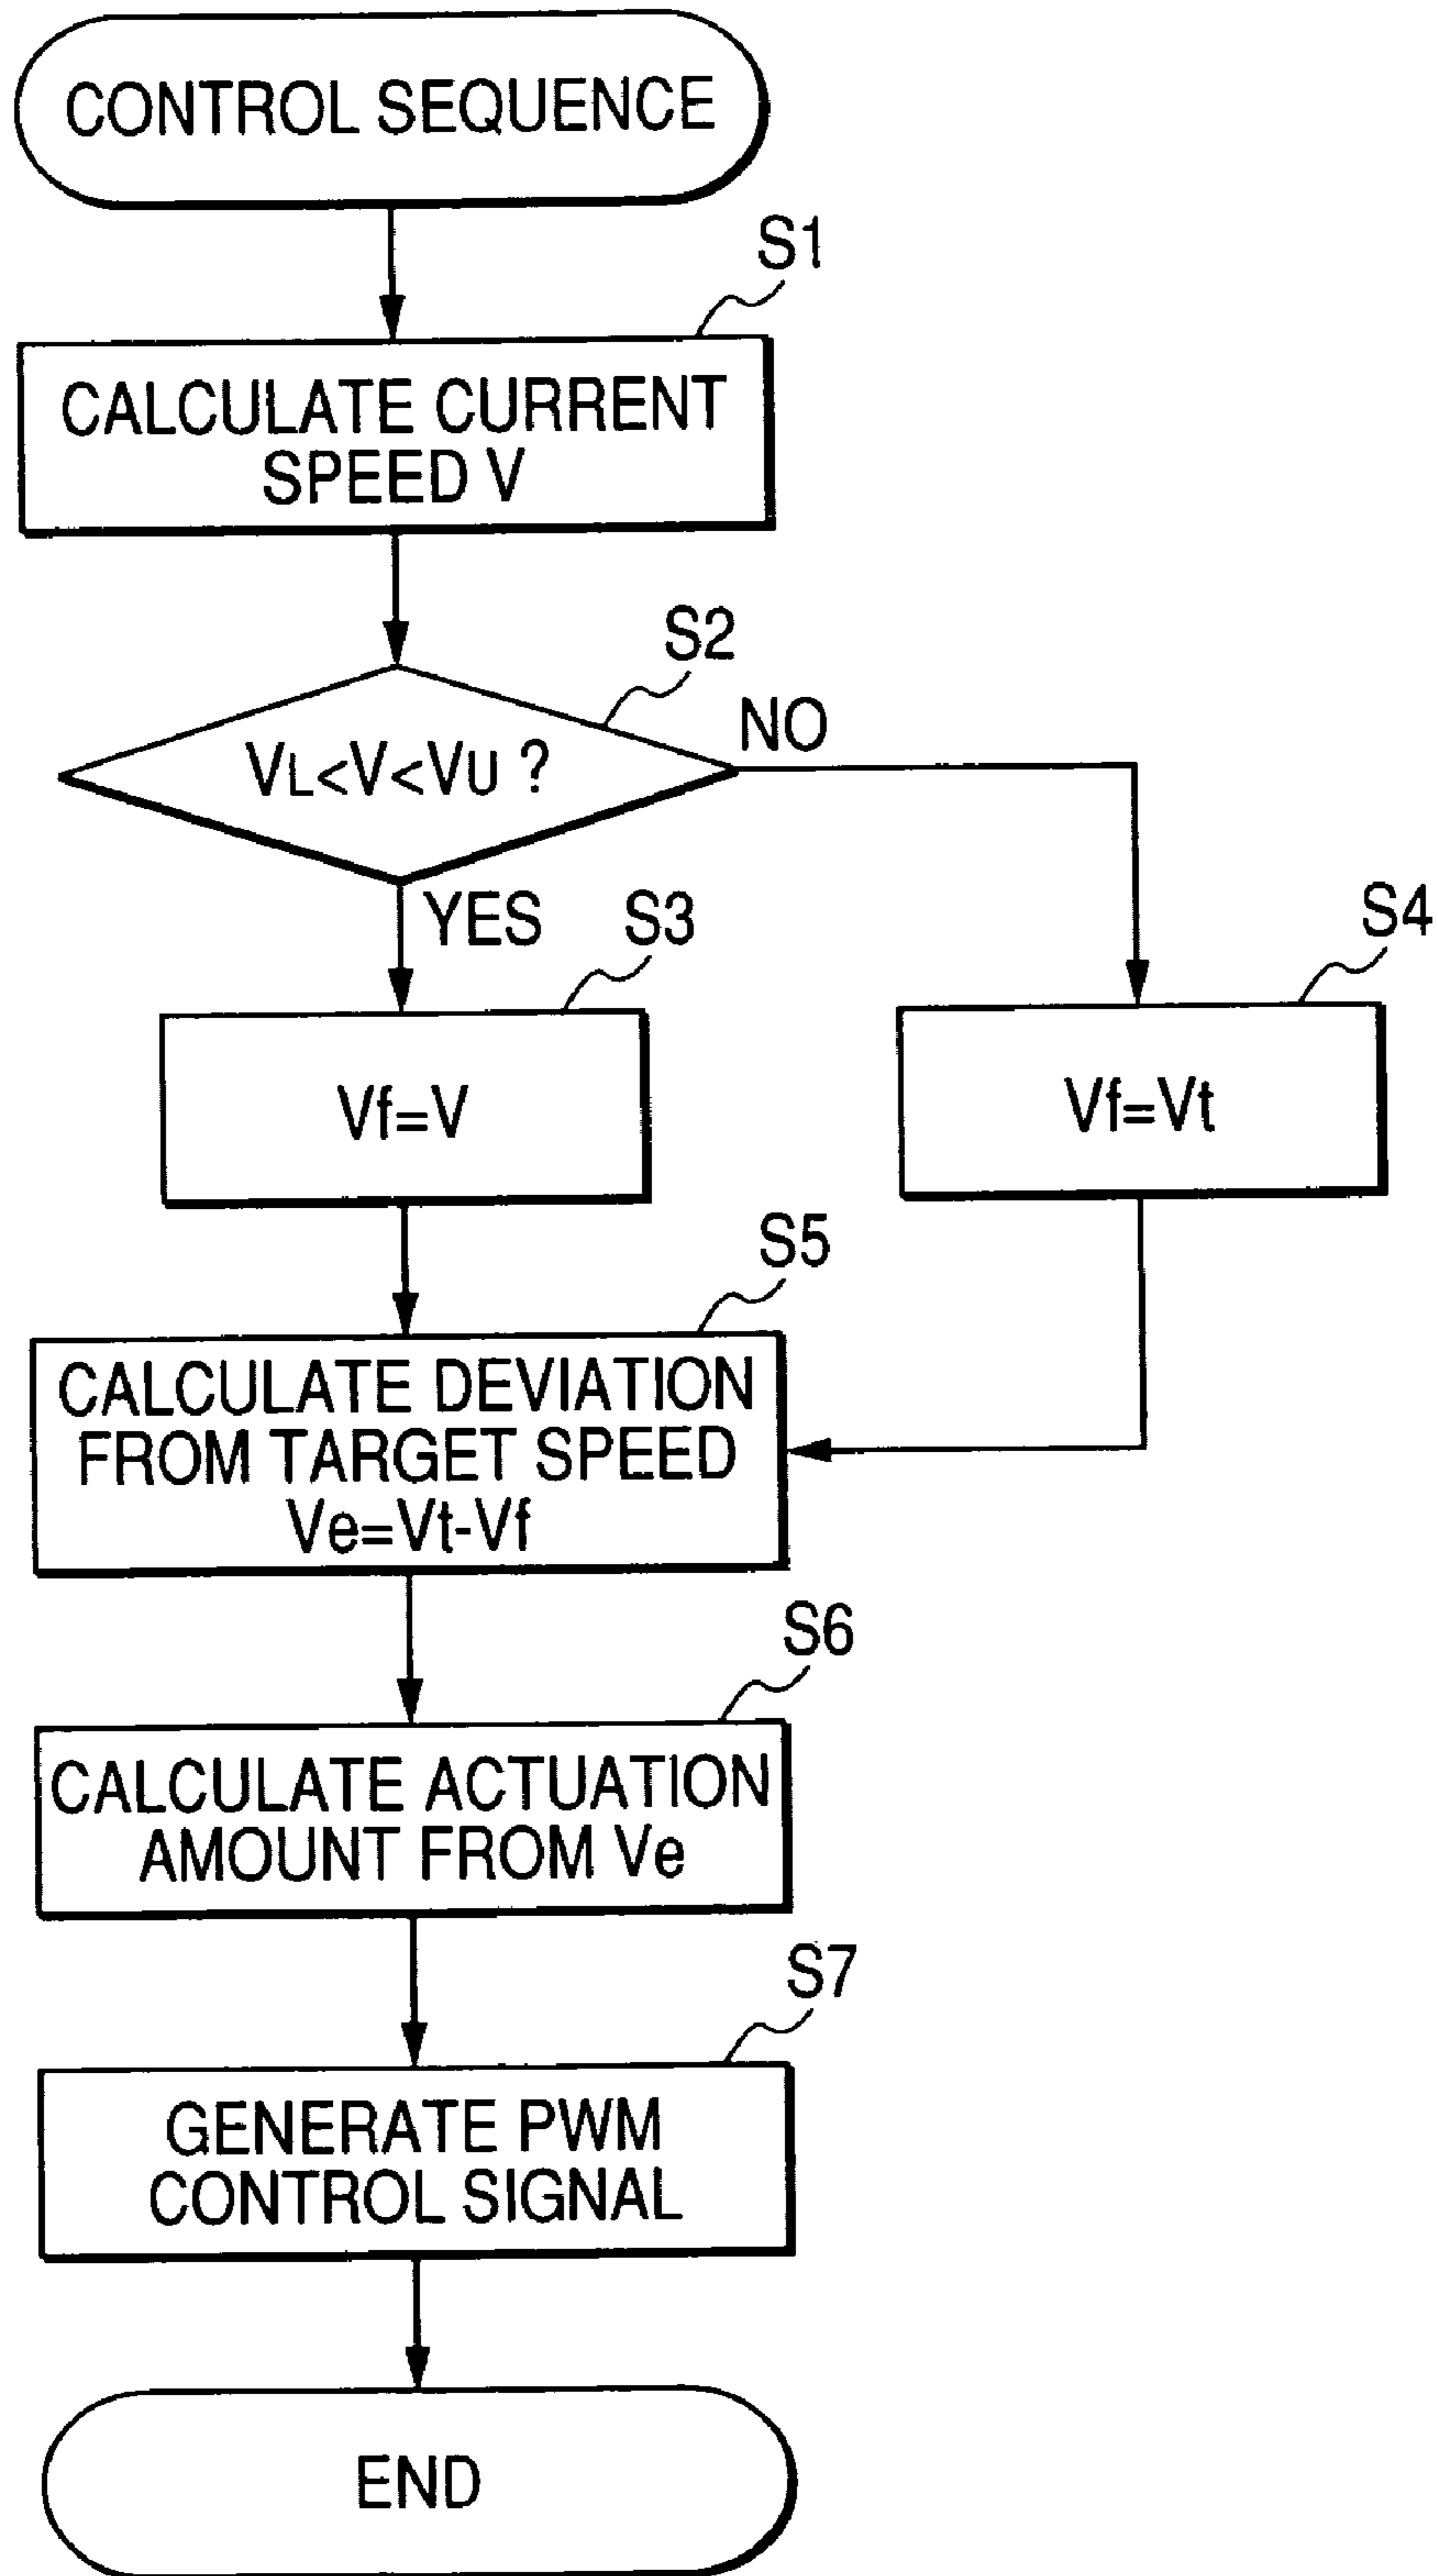 CONTROL SEQUENCE
S1
CALCULATE CURRENT
SPEED V
S2
VL<V<VU ?
NO
YES
S3
S4
Vf=V
Vf=Vt
S5
CALCULATE DEVIATION
FROM TARGET SPEED
Ve=Vt-Vf
S6
CALCULATE ACTUATION
AMOUNT FROM Ve
S7
GENERATE PWM
CONTROL SIGNAL
END